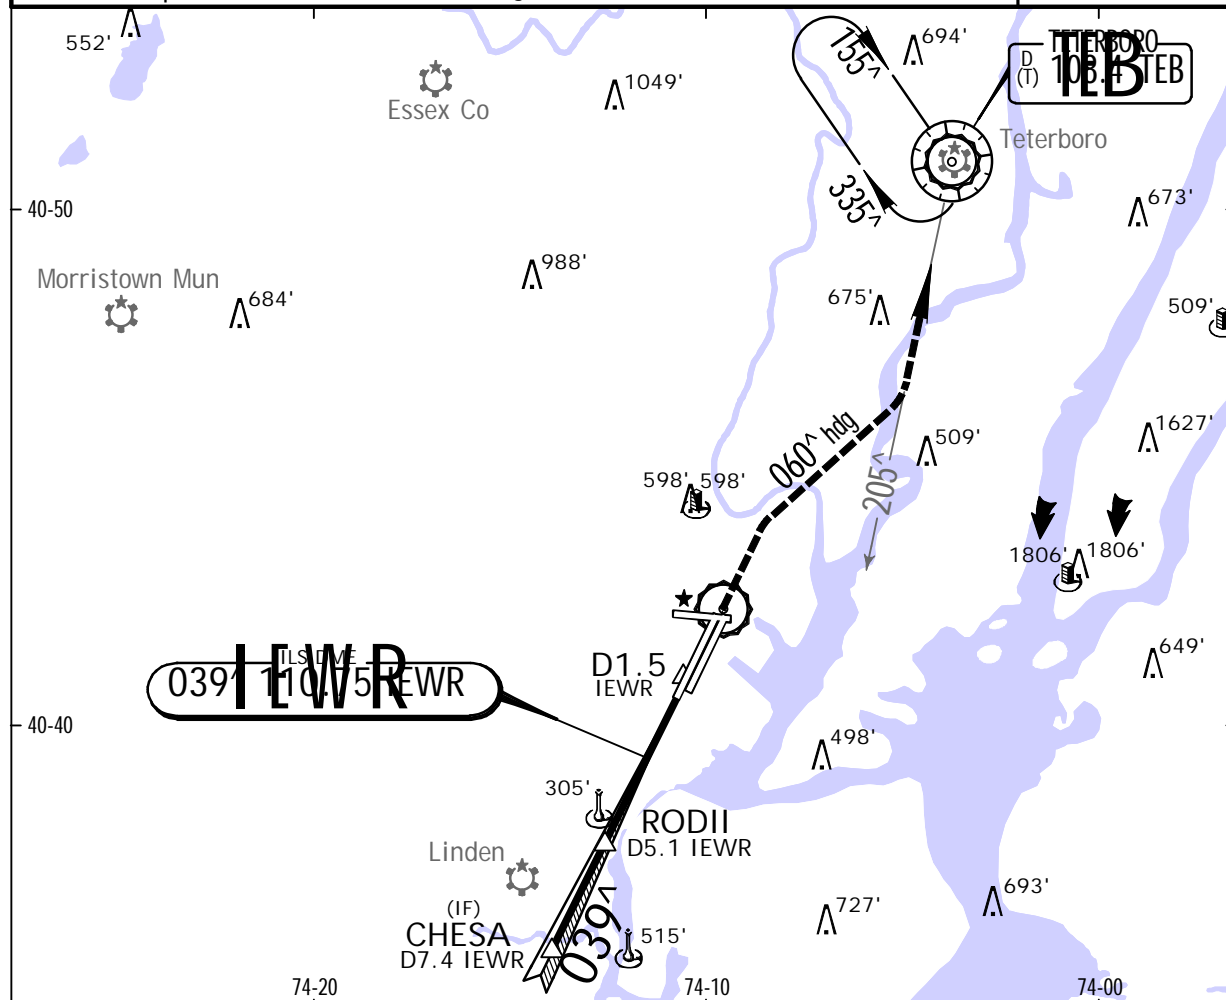 552'
694'
155^
TETERBORO
D
(T)
108.4 TEB
TEB
1049'
Essex Co
Teterboro
40-50
335^
673'
988'
Morristown Mun
684'
675'
509'
1627'
060^ hdg
509'
598' 598'
205^
1806' 1806'
ILS DME
039^ 110.75 IEWR
IEWR
D1.5
IEWR
649'
40-40
498'
305'
RODII
D5.1 IEWR
Linden
(IF)
CHESA
D7.4 IEWR
039^
515'
727'
693'
74-20
74-10
74-00